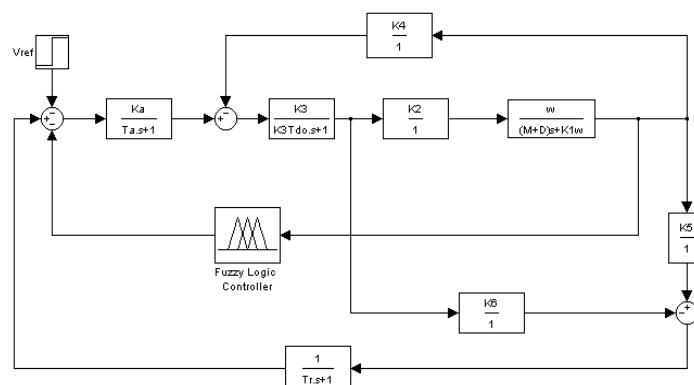 K4
1
Vref
Ka
Ta.s+1
K3
K3Tdo.s+1
K2
1
w
(M+D)s+K1w
K5
1
Fuzzy Logic
Controller
K6
1
1
Tr.s+1